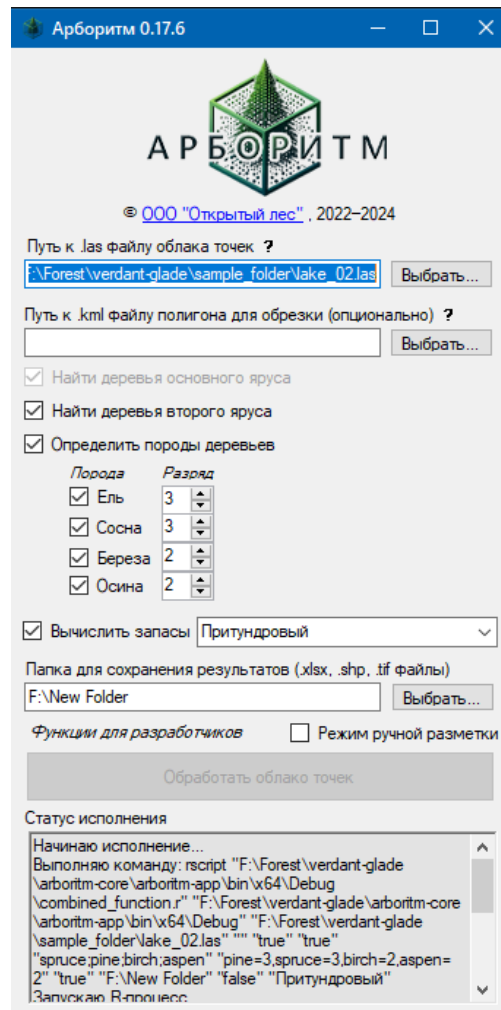 Арборитм 0.17.6
АРБОРИТМ
© ООО "Открытый лес" , 2022–2024
Путь к .las файлу облака точек ?
F:\Forest\verdant-glade\sample_folder\lake_02.las Выбрать...
Путь к .kml файлу полигона для обрезки (опционально) ?
Выбрать...
Найти деревья основного яруса
Найти деревья второго яруса
Определить породы деревьев
Порода Разряд
Ель 3
Сосна 3
Береза 2
Осина 2
Вычислить запасы Притундровый
Папка для сохранения результатов (.xlsx, .shp, .tif файлы)
F:\New Folder Выбрать...
Функции для разработчиков Режим ручной разметки
Обработать облако точек
Статус исполнения
Начинаю исполнение...
Выполняю команду: rscript "F:\Forest\verdant-glade
\arboritm-core\arboritm-app\bin\x64\Debug
\combined_function.r" "F:\Forest\verdant-glade\arboritm-core
\arboritm-app\bin\x64\Debug" "F:\Forest\verdant-glade
\sample_folder\lake_02.las" "" "true" "true"
"spruce;pine;birch;aspen" "pine=3,spruce=3,birch=2,aspen=
2" "true" "F:\New Folder" "false" "Притундровый"
Запускаю R-процесс